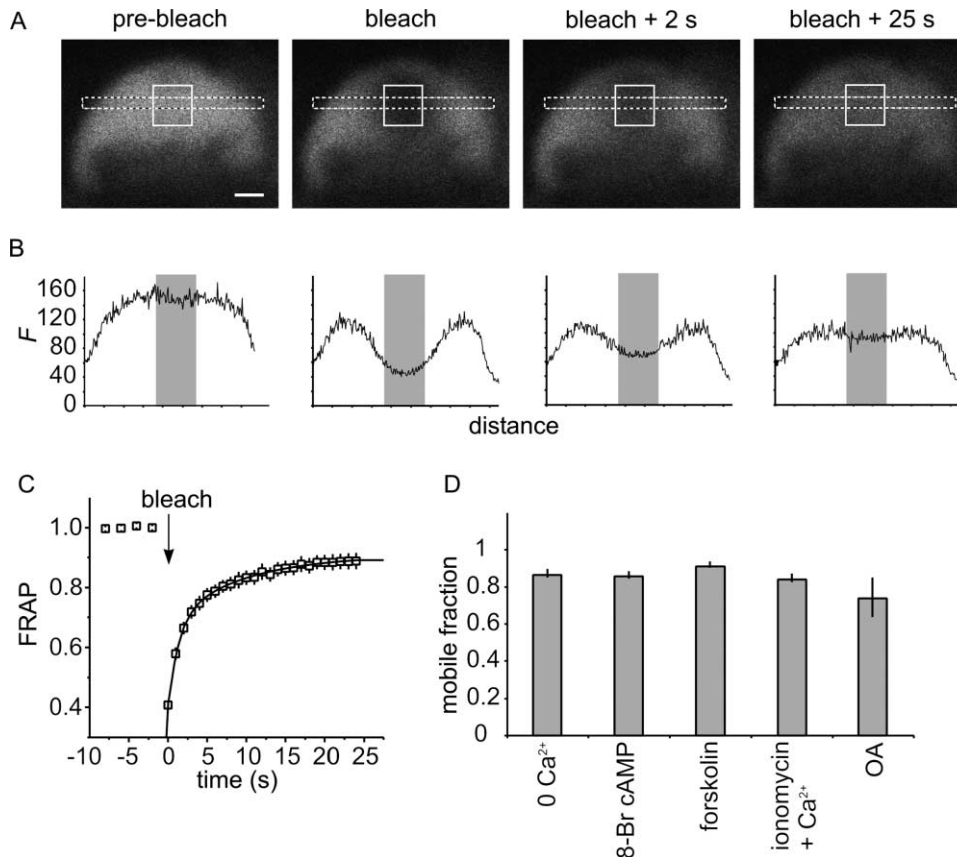 A
pre-bleach
bleach
bleach + 2 s
bleach + 25 s
B
F
160
120
80
40
0
distance
C
bleach
FRAP
1.0
0.8
0.6
0.4
-10 -5 0 5 10 15 20 25
time (s)
D
mobile fraction
1
0.8
0.6
0.4
0.2
0
0 Ca²⁺
8-Br cAMP
forskolin
ionomycin
+ Ca²⁺
OA